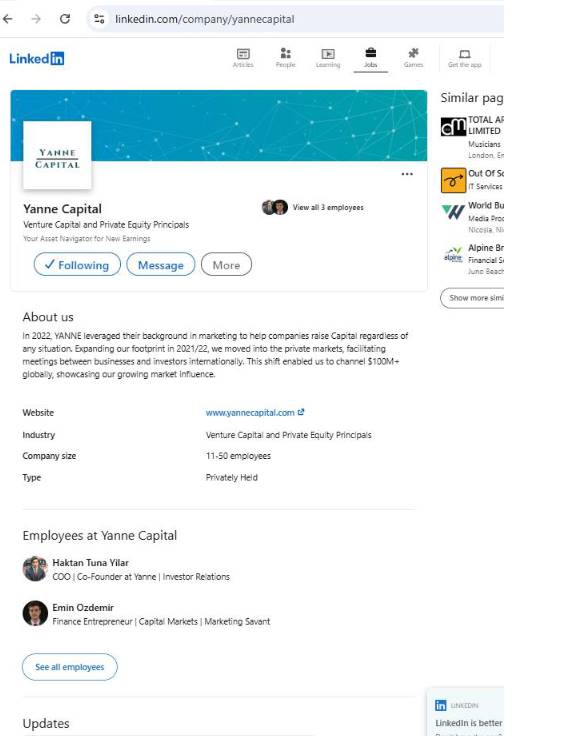 linkedin.com/company/yannecapital
Linked in
Articles People Learning Jobs Games Get the app
YANNE
CAPITAL
Yanne Capital
View all 3 employees
Venture Capital and Private Equity Principals
Your Asset Navigator for New Earnings
Following Message More
About us
In 2022, YANNE leveraged their background in marketing to help companies raise Capital regardless of
any situation. Expanding our footprint in 2021/22, we moved into the private markets, facilitating
meetings between businesses and investors internationally. This shift enabled us to channel $100M+
globally, showcasing our growing market influence.
Website www.yannecapital.com
Industry Venture Capital and Private Equity Principals
Company size 11-50 employees
Type Privately Held
Employees at Yanne Capital
Haktan Tuna Yilar
COO | Co-Founder at Yanne | Investor Relations
Emin Ozdemir
Finance Entrepreneur | Capital Markets | Marketing Savant
See all employees
Updates
Similar pag
TOTAL AR
LIMITED
Musicians
London, En
Out Of Sc
IT Services
World Bu
Media Proc
Nicosia, Ni
alpine
Alpine Br
Financial Se
Juno Beach
Show more simi
in LINKEDIN
LinkedIn is better